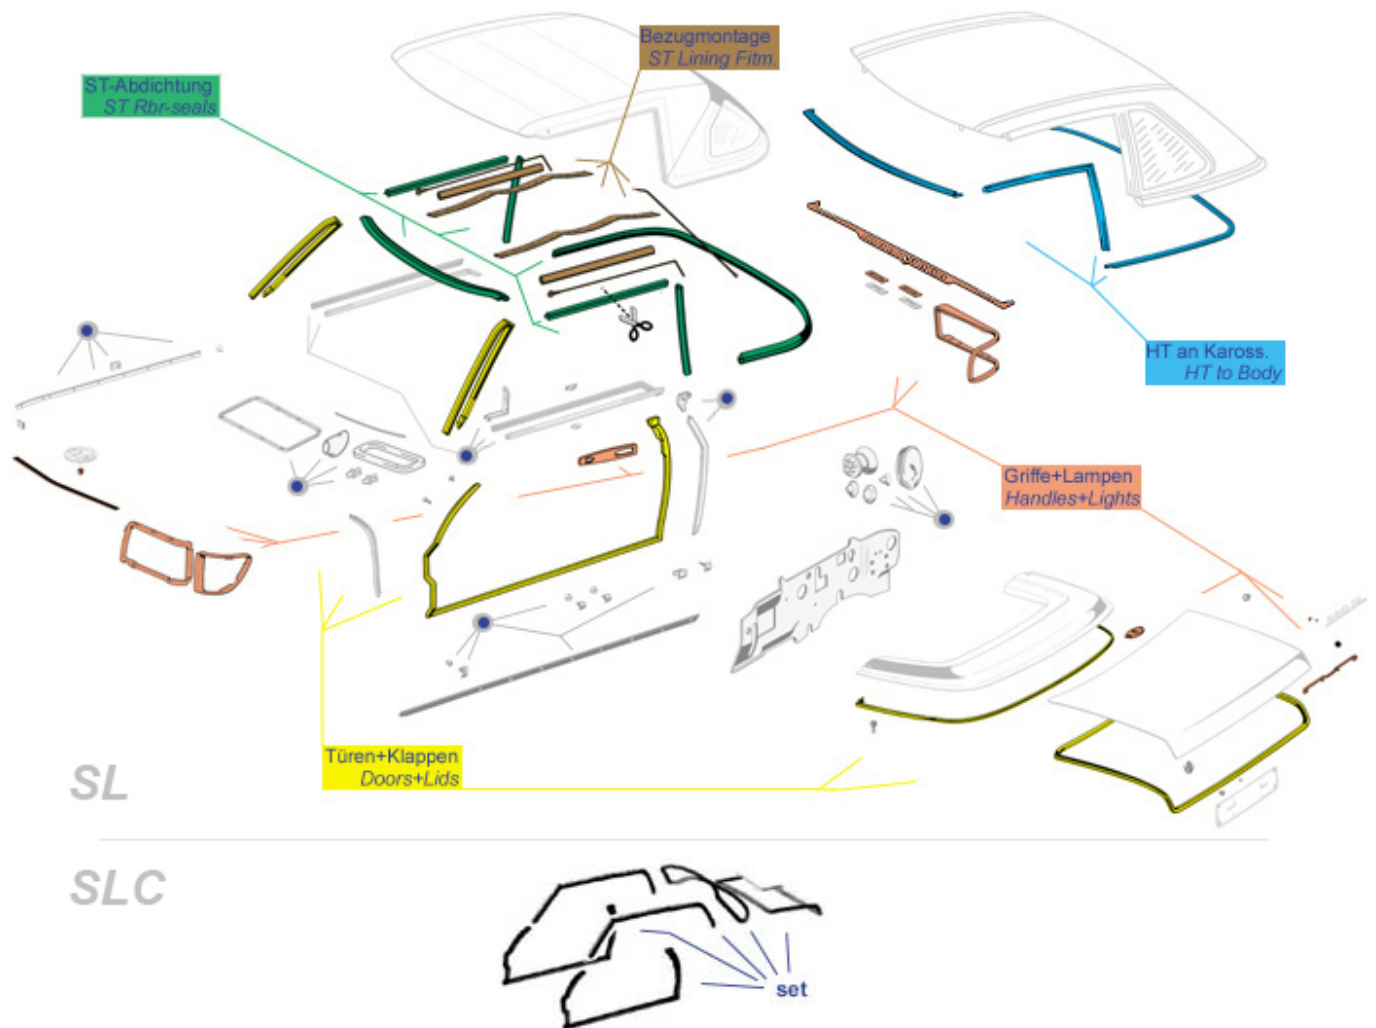 Bezugmontage
ST Lining Fitm.
ST-Abdichtung
ST Rbr-seals
HT an Kaross.
HT to Body
Griffe+Lampen
Handles+Lights
Türen+Klappen
Doors+Lids
SL
SLC
set